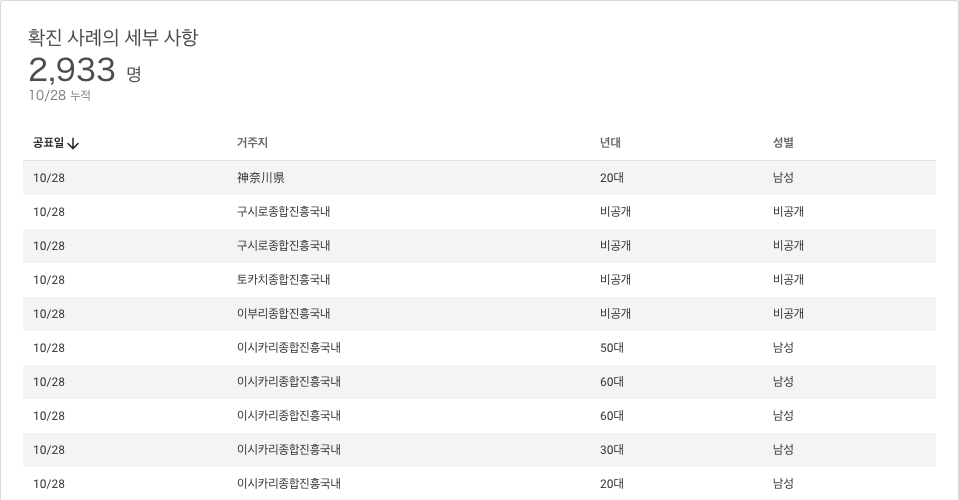 확진 사례의 세부 사항
2,933 명
10/28 누적
공표일 거주지 년대 성별
10/28 神奈川県 20대 남성
10/28 구시로종합진흥국내 비공개 비공개
10/28 구시로종합진흥국내 비공개 비공개
10/28 토카치종합진흥국내 비공개 비공개
10/28 이부리종합진흥국내 비공개 비공개
10/28 이시카리종합진흥국내 50대 남성
10/28 이시카리종합진흥국내 60대 남성
10/28 이시카리종합진흥국내 60대 남성
10/28 이시카리종합진흥국내 30대 남성
10/28 이시카리종합진흥국내 20대 남성